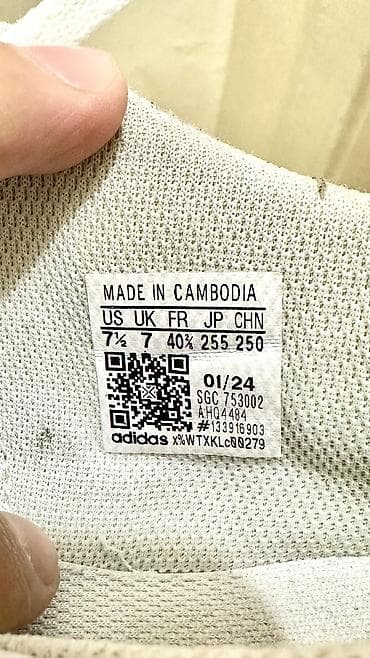 MADE IN CAMBODIA
US UK FR JP CHN
7½ 7 40⅔ 255 250
01/24
SGC 753002
AHQ4484
#133916903
adidas x%WTXKLc00279